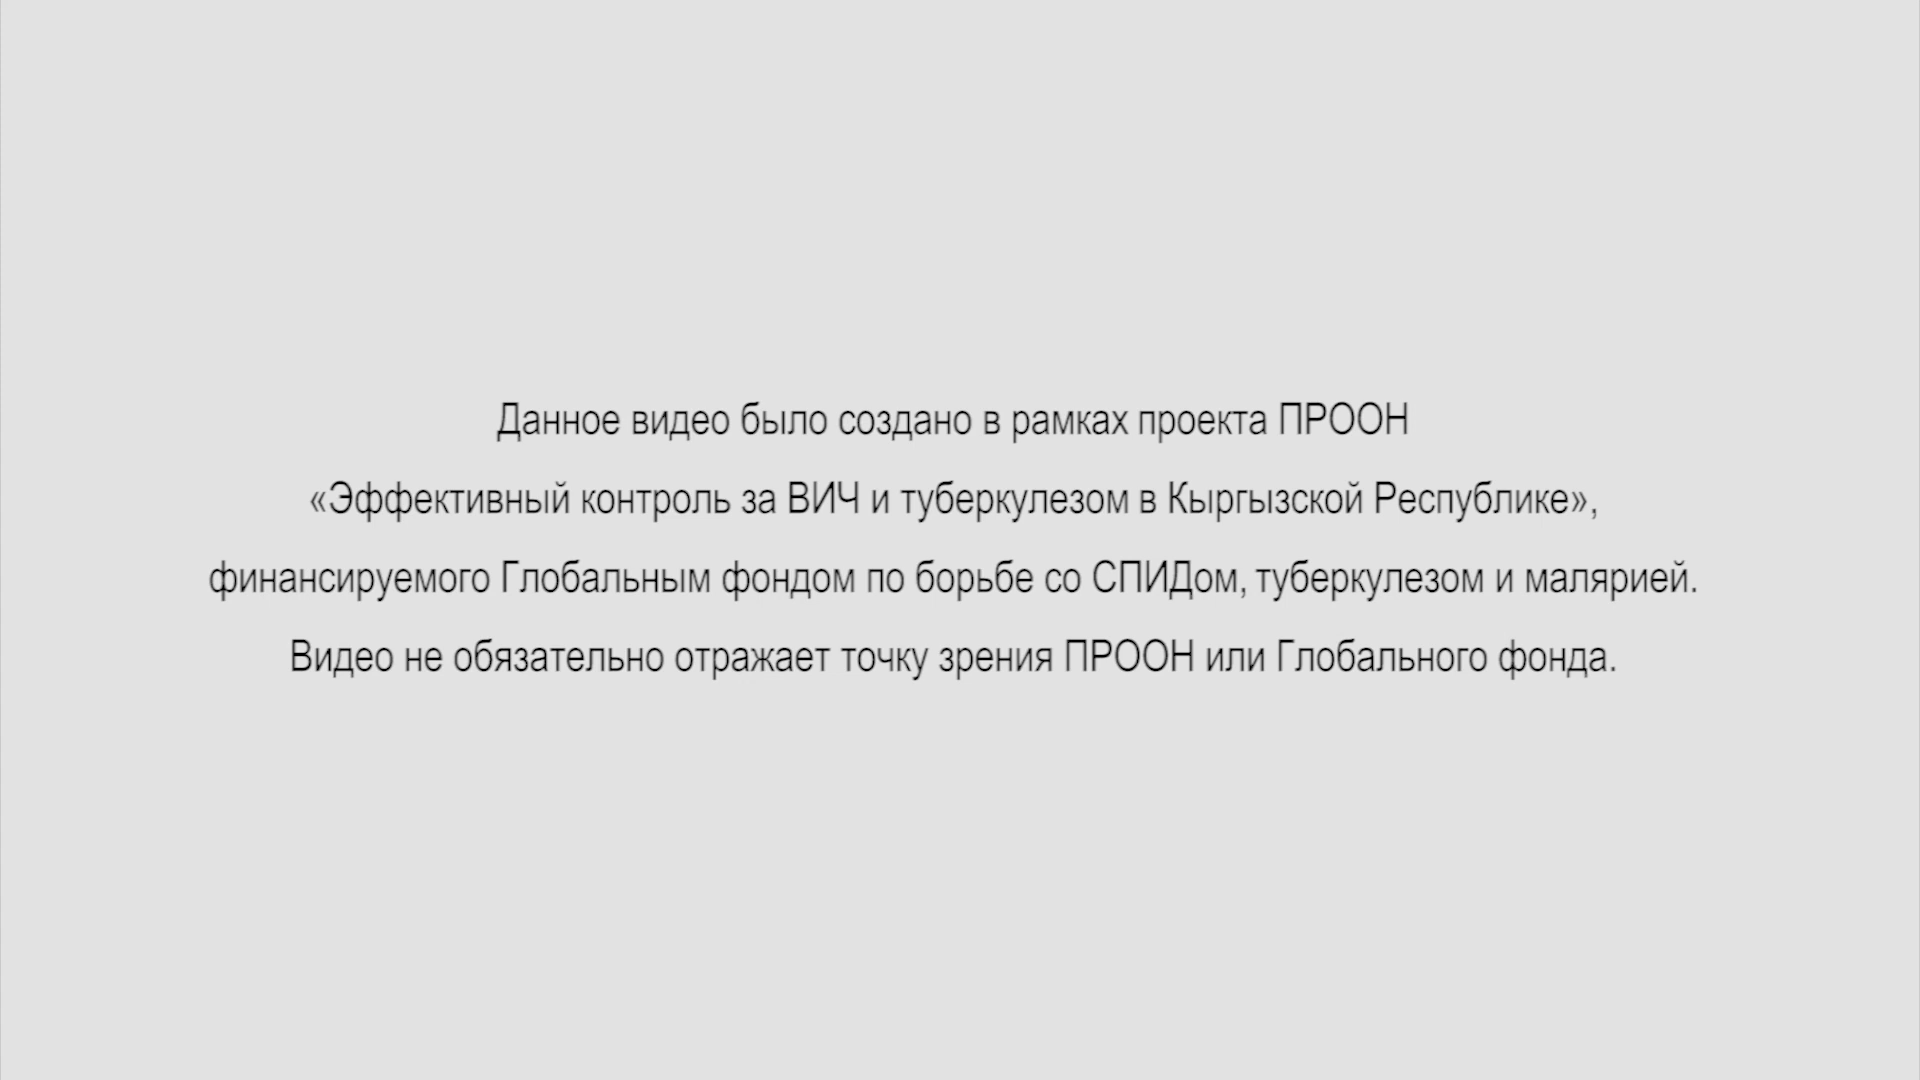 Данное видео было создано в рамках проекта ПРООН
«Эффективный контроль за ВИЧ и туберкулезом в Кыргызской Республике»,
финансируемого Глобальным фондом по борьбе со СПИДом, туберкулезом и малярией.
Видео не обязательно отражает точку зрения ПРООН или Глобального фонда.